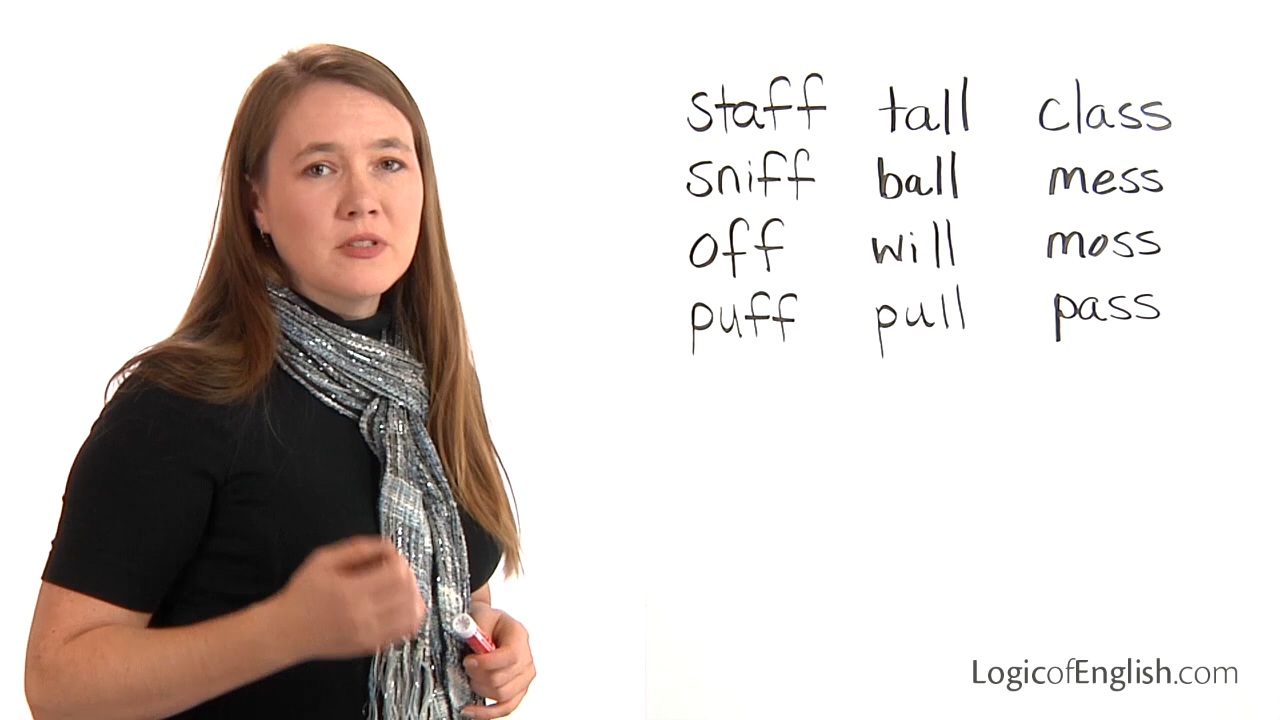 staff tall class
sniff ball mess
off will moss
puff pull pass
LogicofEnglish.com